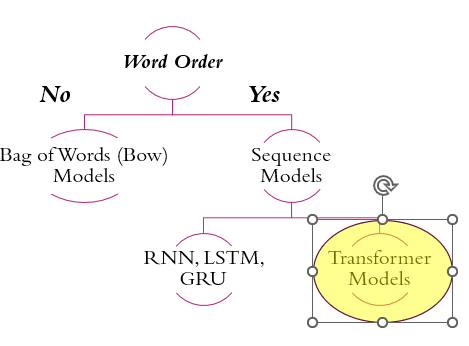 Word Order
No
Yes
Bag of Words (Bow)
Models
Sequence
Models
RNN, LSTM,
GRU
Transformer
Models